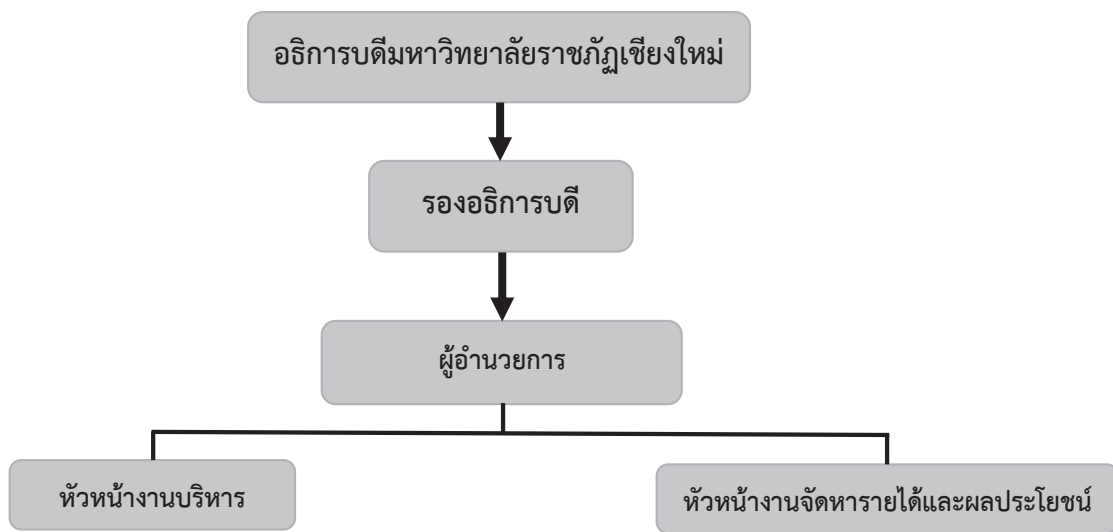 อธิการบดีมหาวิทยาลัยราชภัฏเชียงใหม่
รองอธิการบดี
ผู้อำนวยการ
หัวหน้างานบริหาร
หัวหน้างานจัดหารายได้และผลประโยชน์